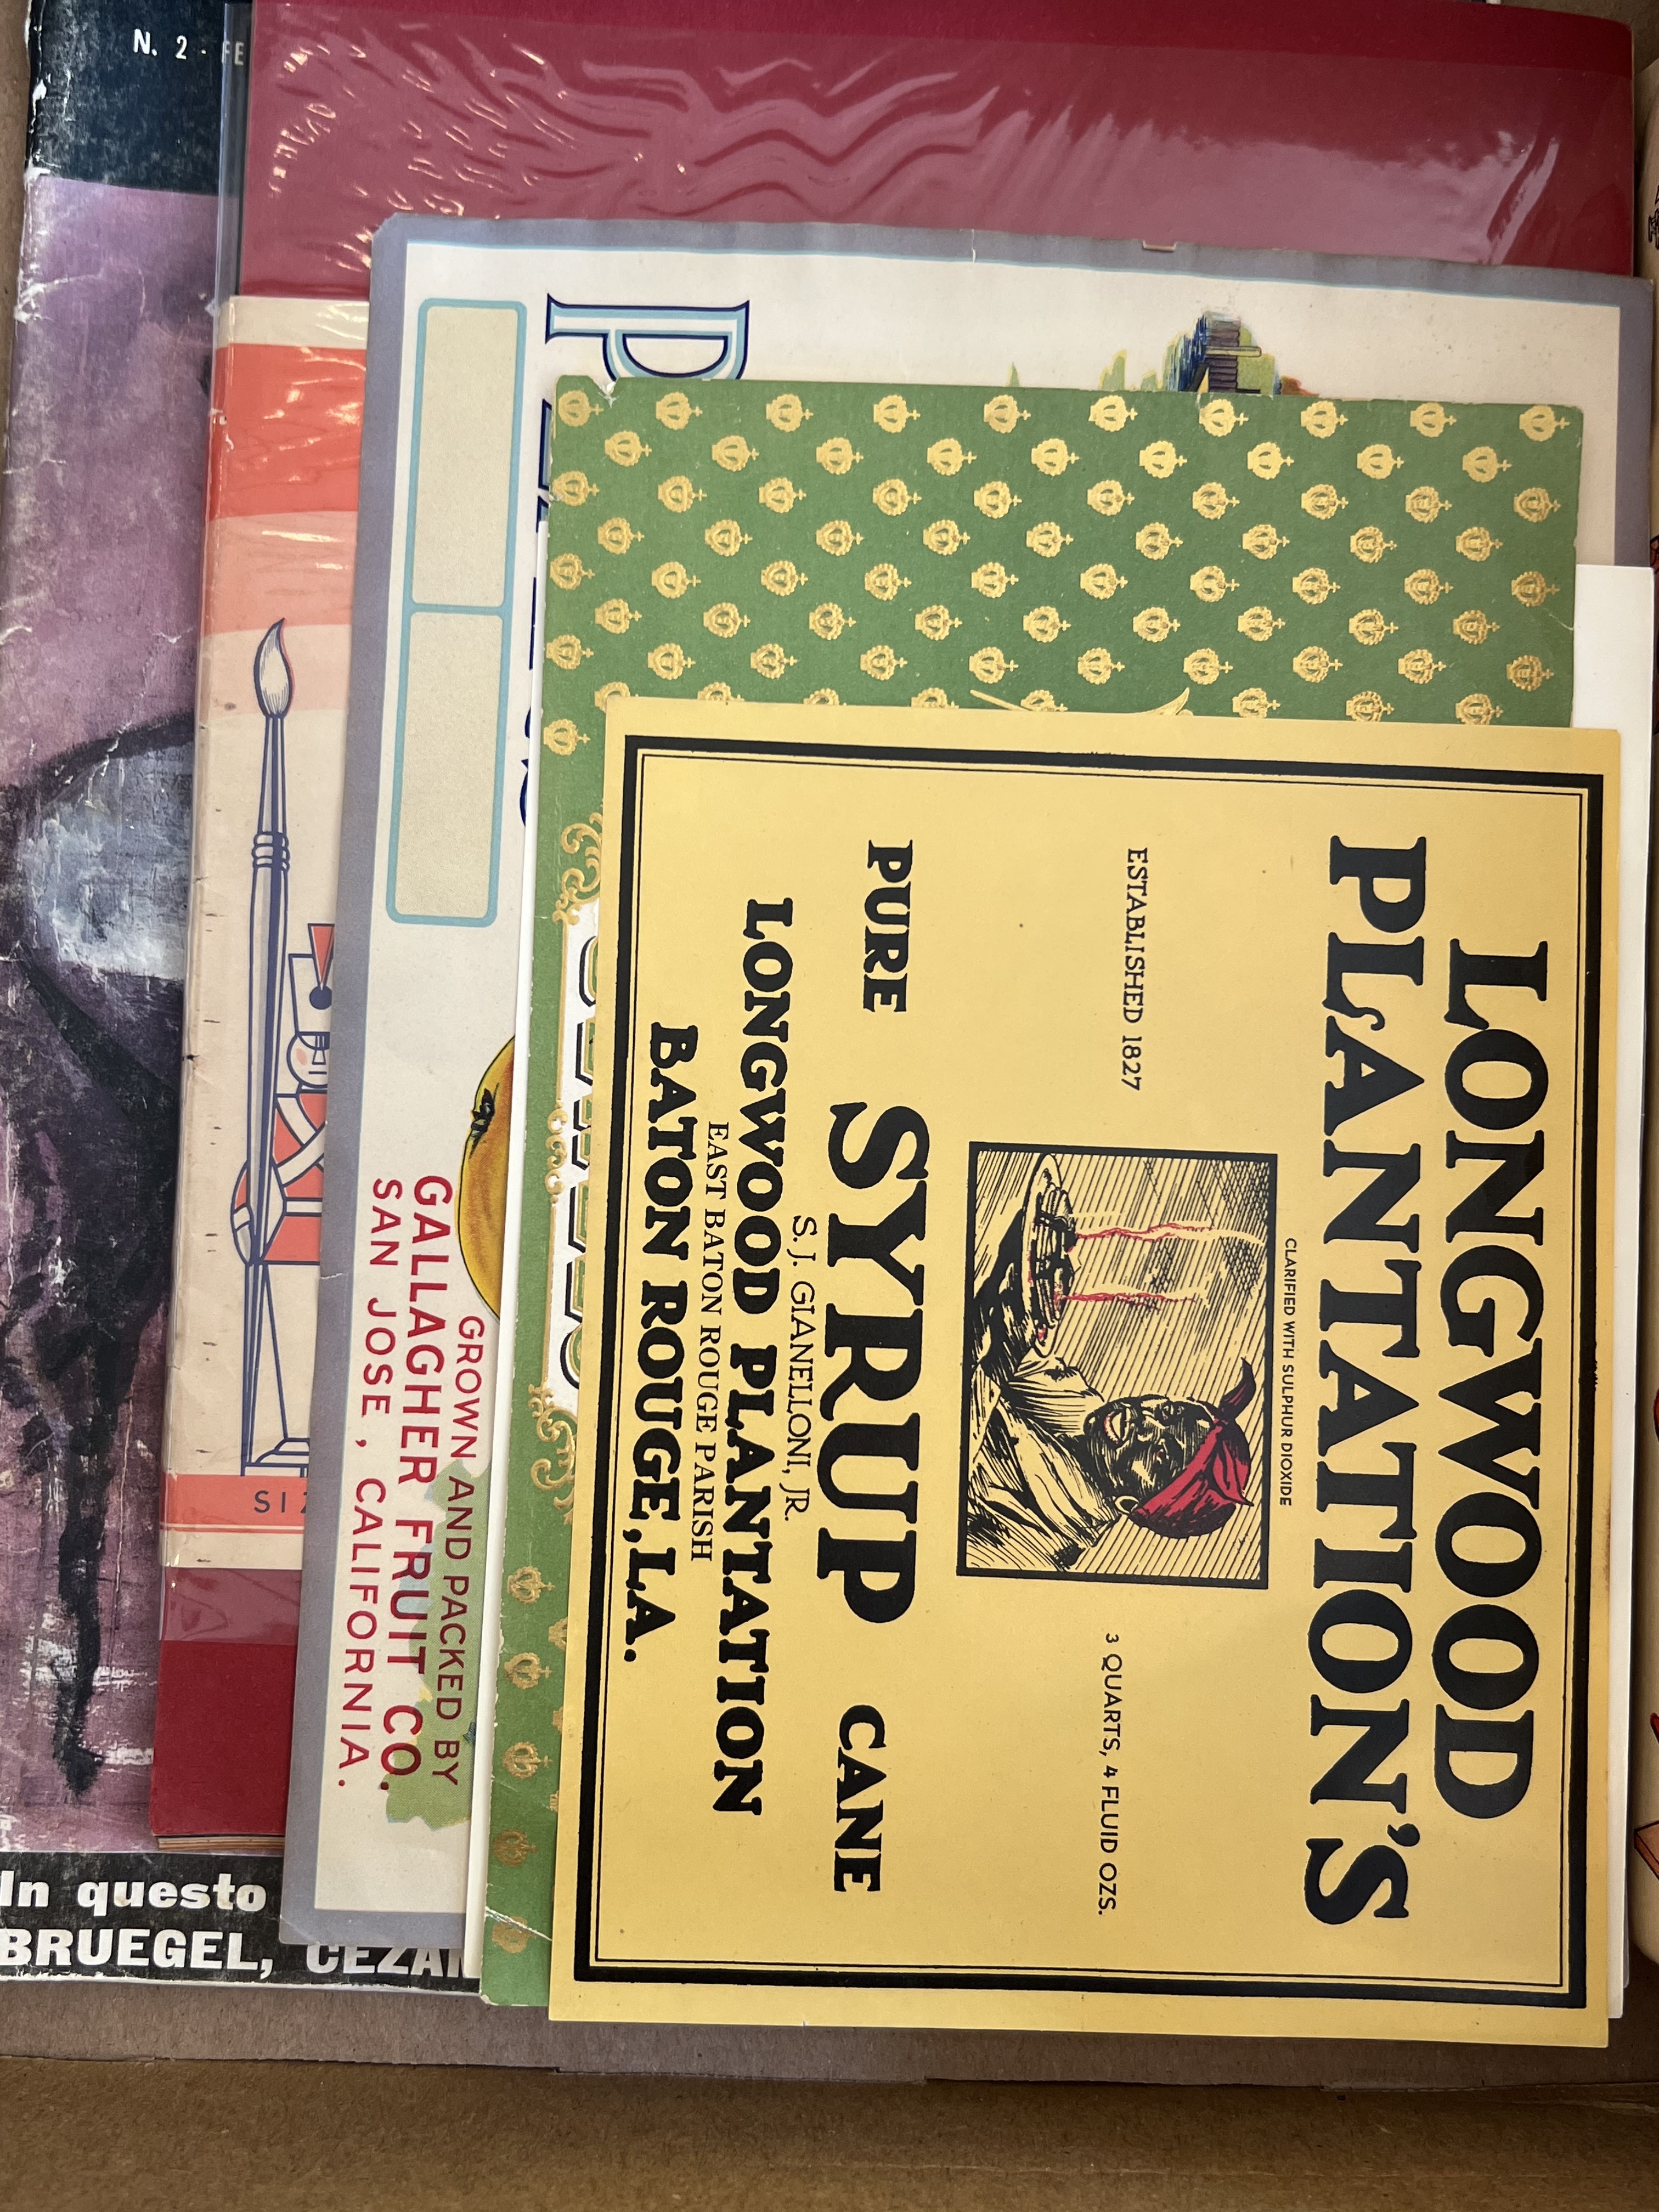 LONGWOOD
PLANTATION'S
CLARIFIED WITH SULPHUR DIOXIDE
ESTABLISHED 1827
3 QUARTS, 4 FLUID OZS.
PURE SYRUP CANE
S. J. GIANELLONI, JR.
LONGWOOD PLANTATION
EAST BATON ROUGE PARISH
BATON ROUGE, LA.
GROWN AND PACKED BY
GALLAGHER FRUIT CO.
SAN JOSE, CALIFORNIA.
N. 2 · FE
In questo
BRUEGEL, CEZAN